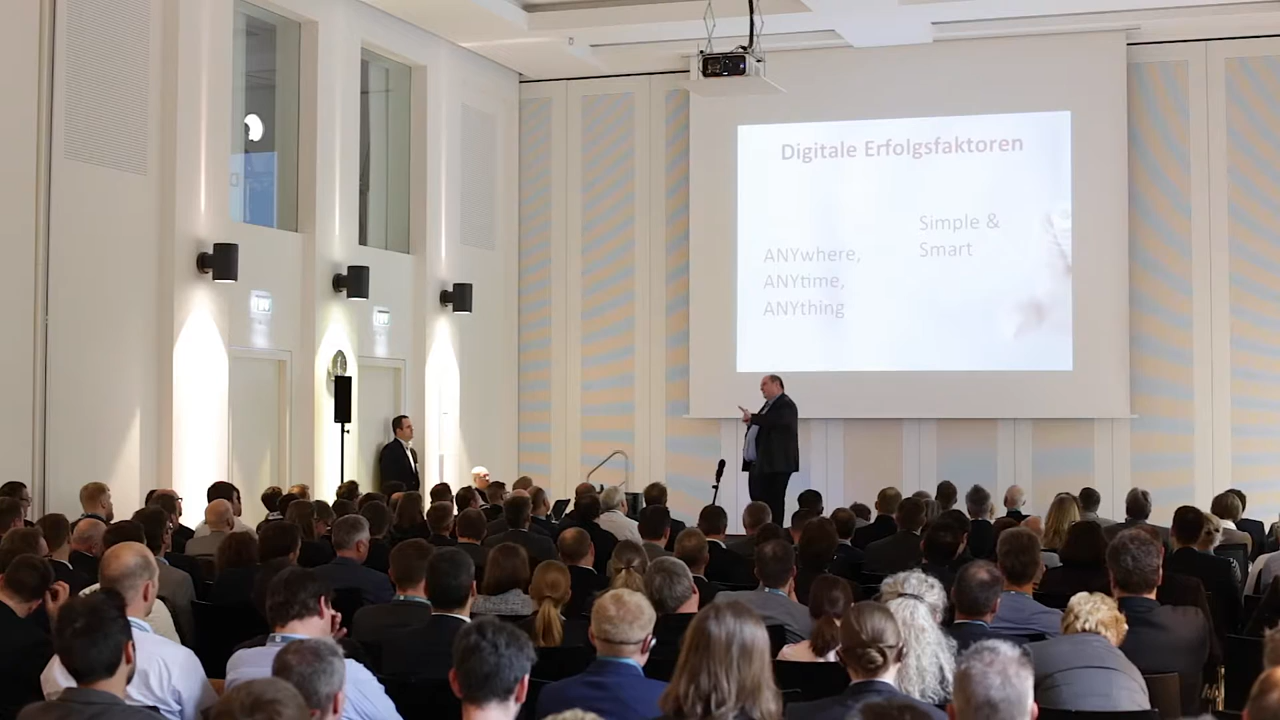 Digitale Erfolgsfaktoren
Simple &
Smart
ANYwhere,
ANYtime,
ANYthing